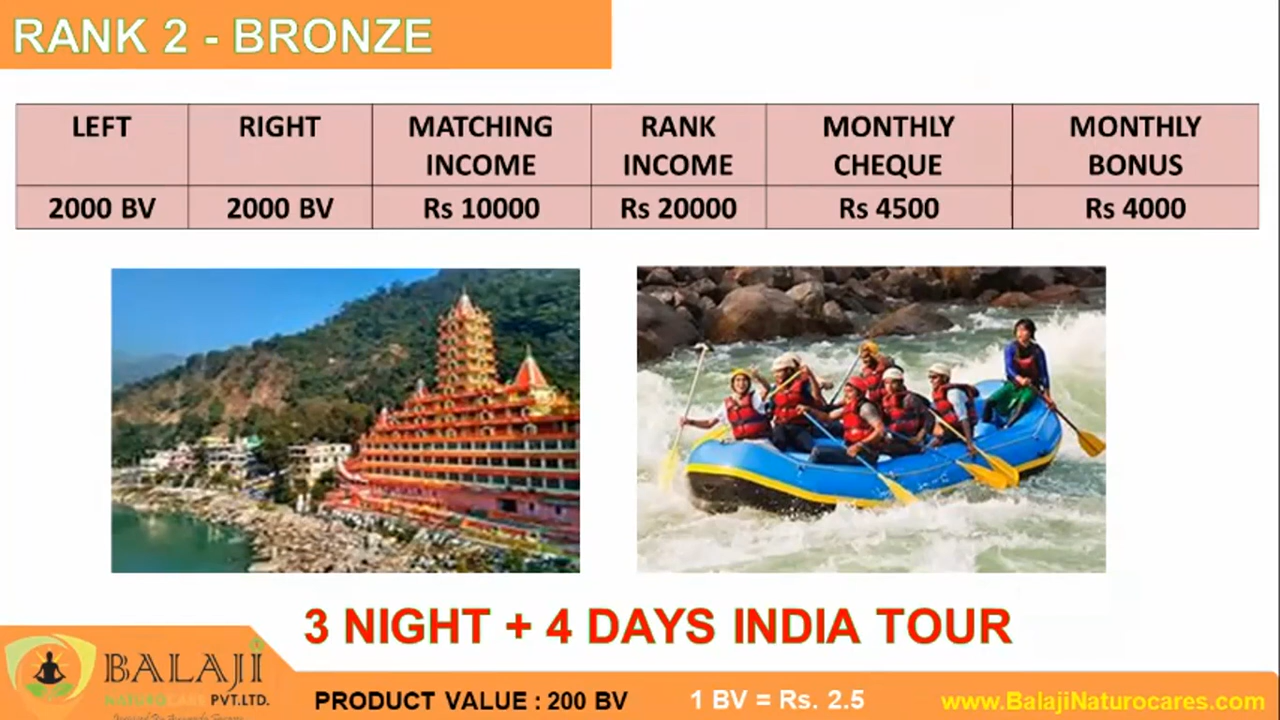 RANK 2 - BRONZE
LEFT RIGHT MATCHING INCOME RANK INCOME MONTHLY CHEQUE MONTHLY BONUS
2000 BV 2000 BV Rs 10000 Rs 20000 Rs 4500 Rs 4000
3 NIGHT + 4 DAYS INDIA TOUR
BALAJI
NATUROCARE PVT.LTD.
PRODUCT VALUE : 200 BV 1 BV = Rs. 2.5 www.BalajiNaturocares.com